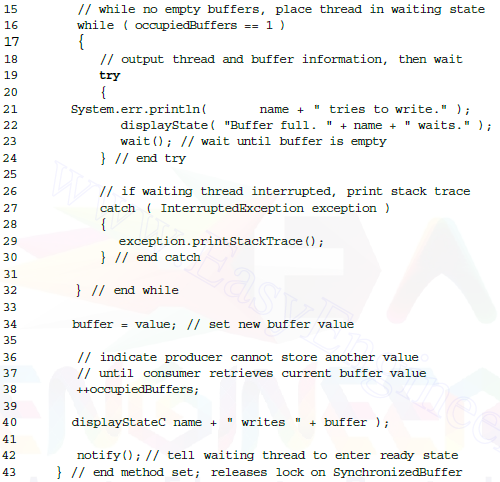 15 // while no empty buffers, place thread in waiting state
16 while ( occupiedBuffers == 1 )
17 {
18 // output thread and buffer information, then wait
19 try
20 {
21 System.err.println( name + " tries to write." );
22 displayState( "Buffer full. " + name + " waits." );
23 wait(); // wait until buffer is empty
24 } // end try
25
26 // if waiting thread interrupted, print stack trace
27 catch ( InterruptedException exception )
28 {
29 exception.printStackTrace();
30 } // end catch
31
32 } // end while
33
34 buffer = value; // set new buffer value
35
36 // indicate producer cannot store another value
37 // until consumer retrieves current buffer value
38 ++occupiedBuffers;
39
40 displayStateC name + " writes " + buffer );
41
42 notify(); // tell waiting thread to enter ready state
43 } // end method set; releases lock on SynchronizedBuffer